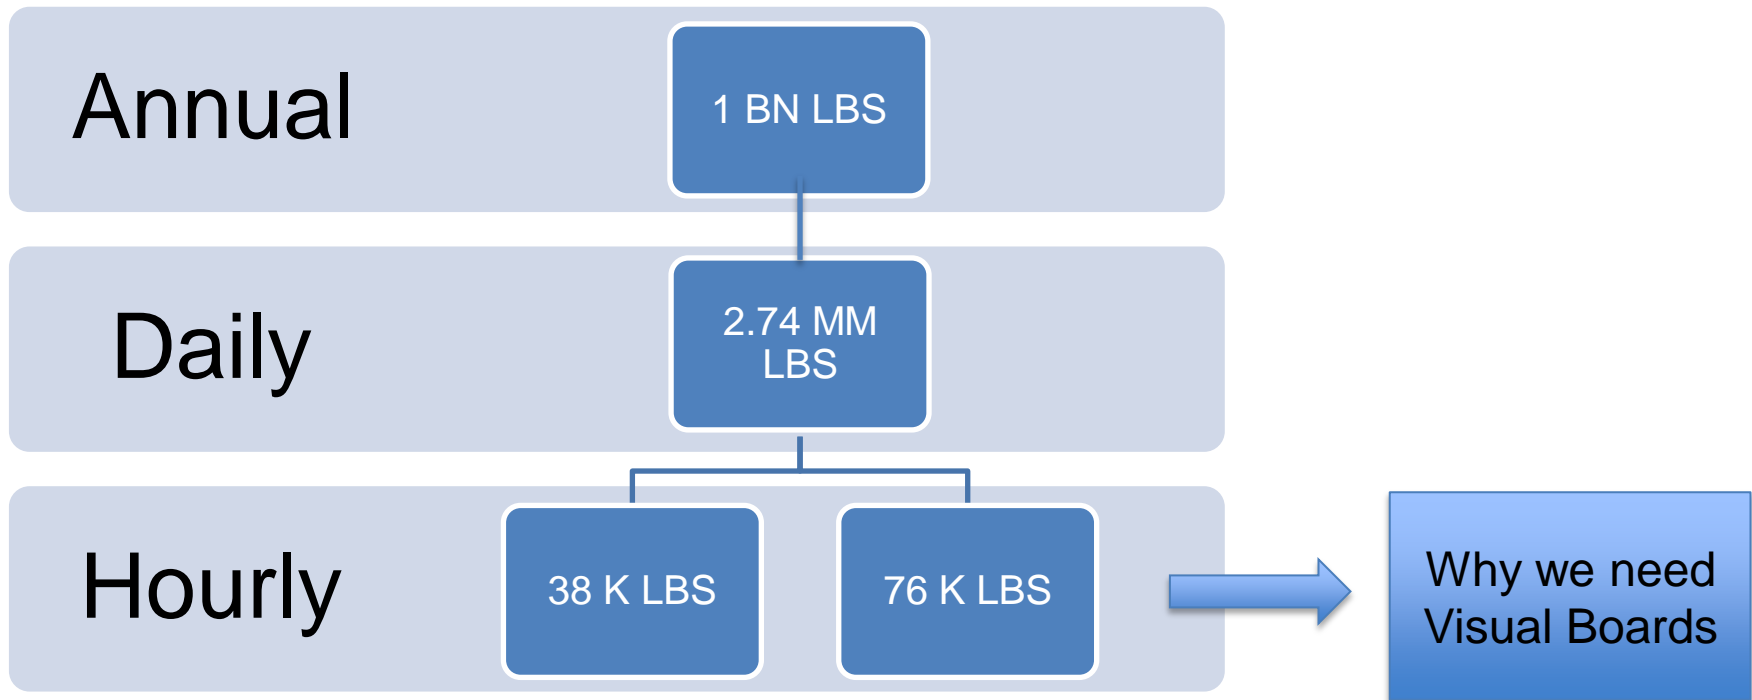 Annual
1 BN LBS
Daily
2.74 MM
LBS
Hourly
38 K LBS
76 K LBS
Why we need
Visual Boards